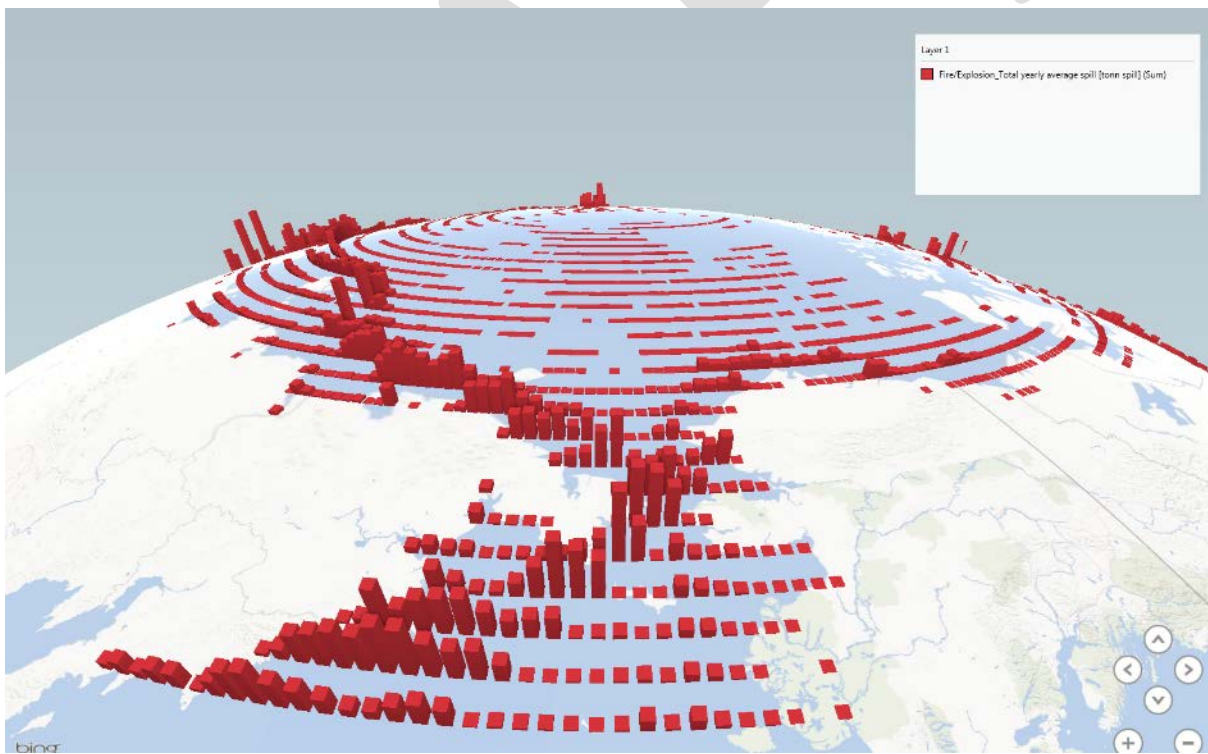 Layer 1
Fire/Explosion_Total yearly average spill [tonn spill] (Sum)
bing